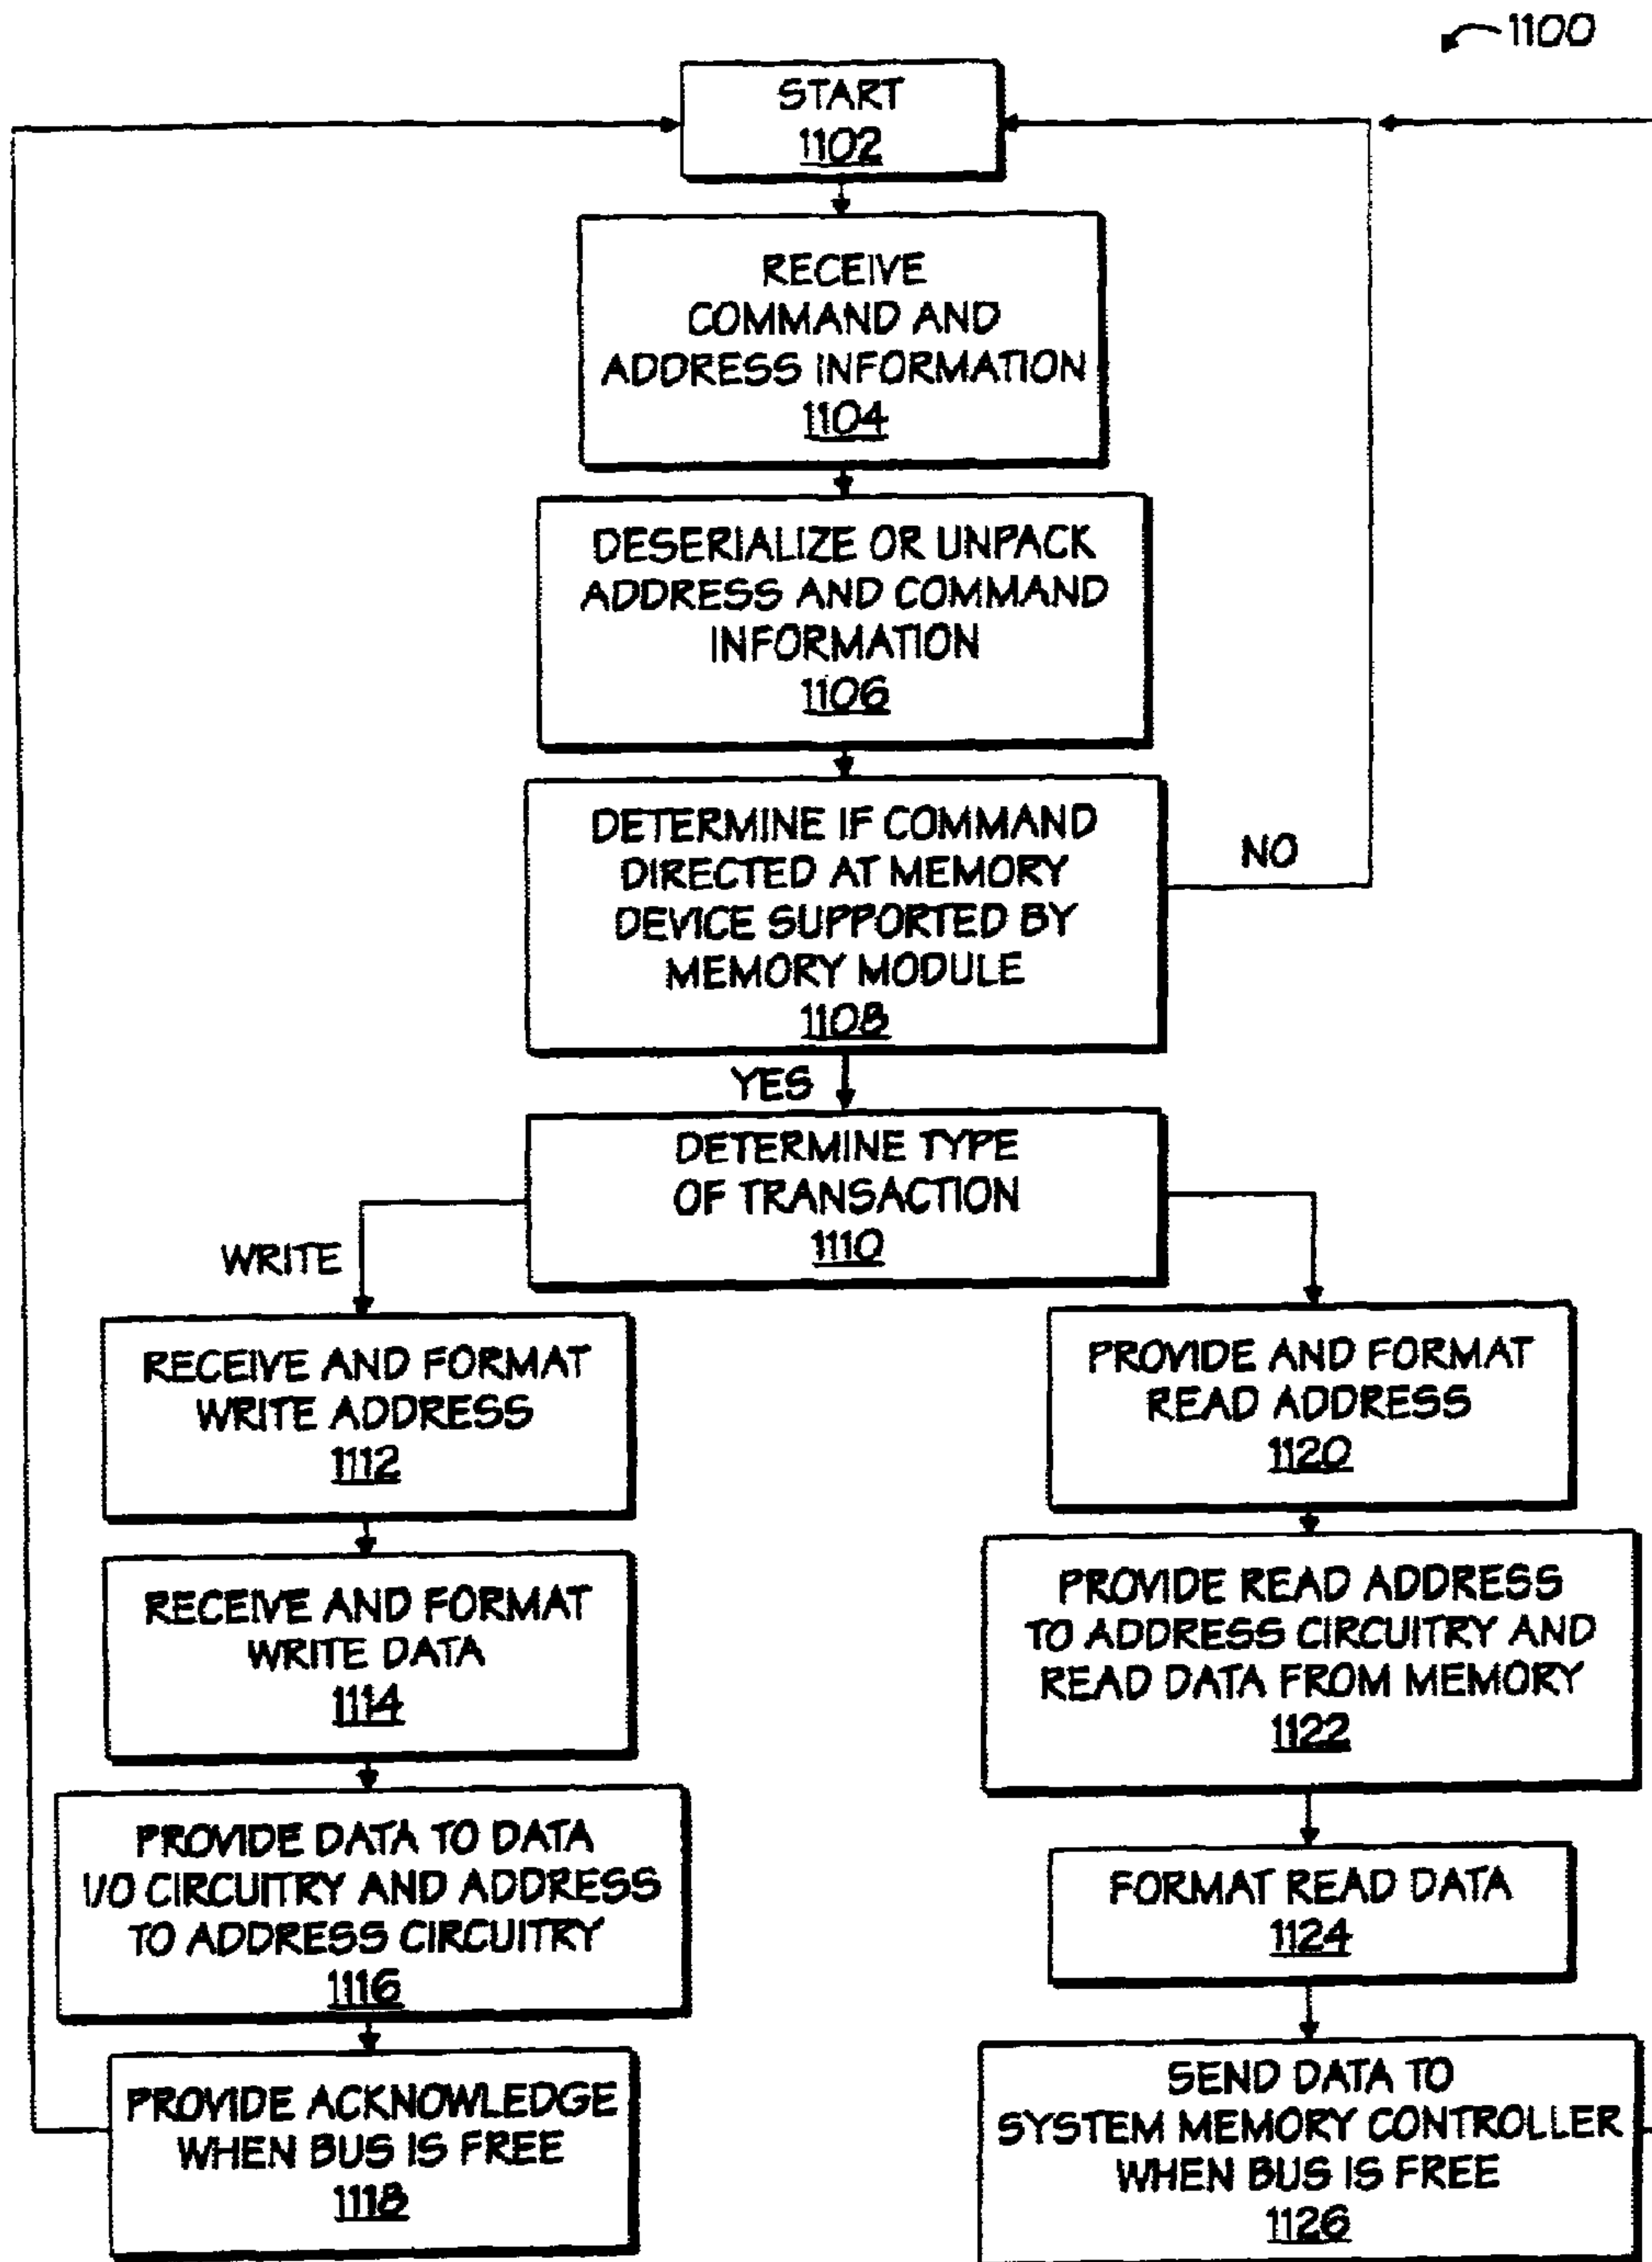 1100
START
1102
RECEIVE
COMMAND AND
ADDRESS INFORMATION
1104
DESERIALIZE OR UNPACK
ADDRESS AND COMMAND
INFORMATION
1106
DETERMINE IF COMMAND
DIRECTED AT MEMORY
DEVICE SUPPORTED BY
MEMORY MODULE
1108
NO
YES
DETERMINE TYPE
OF TRANSACTION
1110
WRITE
RECEIVE AND FORMAT
WRITE ADDRESS
1112
RECEIVE AND FORMAT
WRITE DATA
1114
PROVIDE DATA TO DATA
I/O CIRCUITRY AND ADDRESS
TO ADDRESS CIRCUITRY
1116
PROVIDE ACKNOWLEDGE
WHEN BUS IS FREE
1118
PROVIDE AND FORMAT
READ ADDRESS
1120
PROVIDE READ ADDRESS
TO ADDRESS CIRCUITRY AND
READ DATA FROM MEMORY
1122
FORMAT READ DATA
1124
SEND DATA TO
SYSTEM MEMORY CONTROLLER
WHEN BUS IS FREE
1126